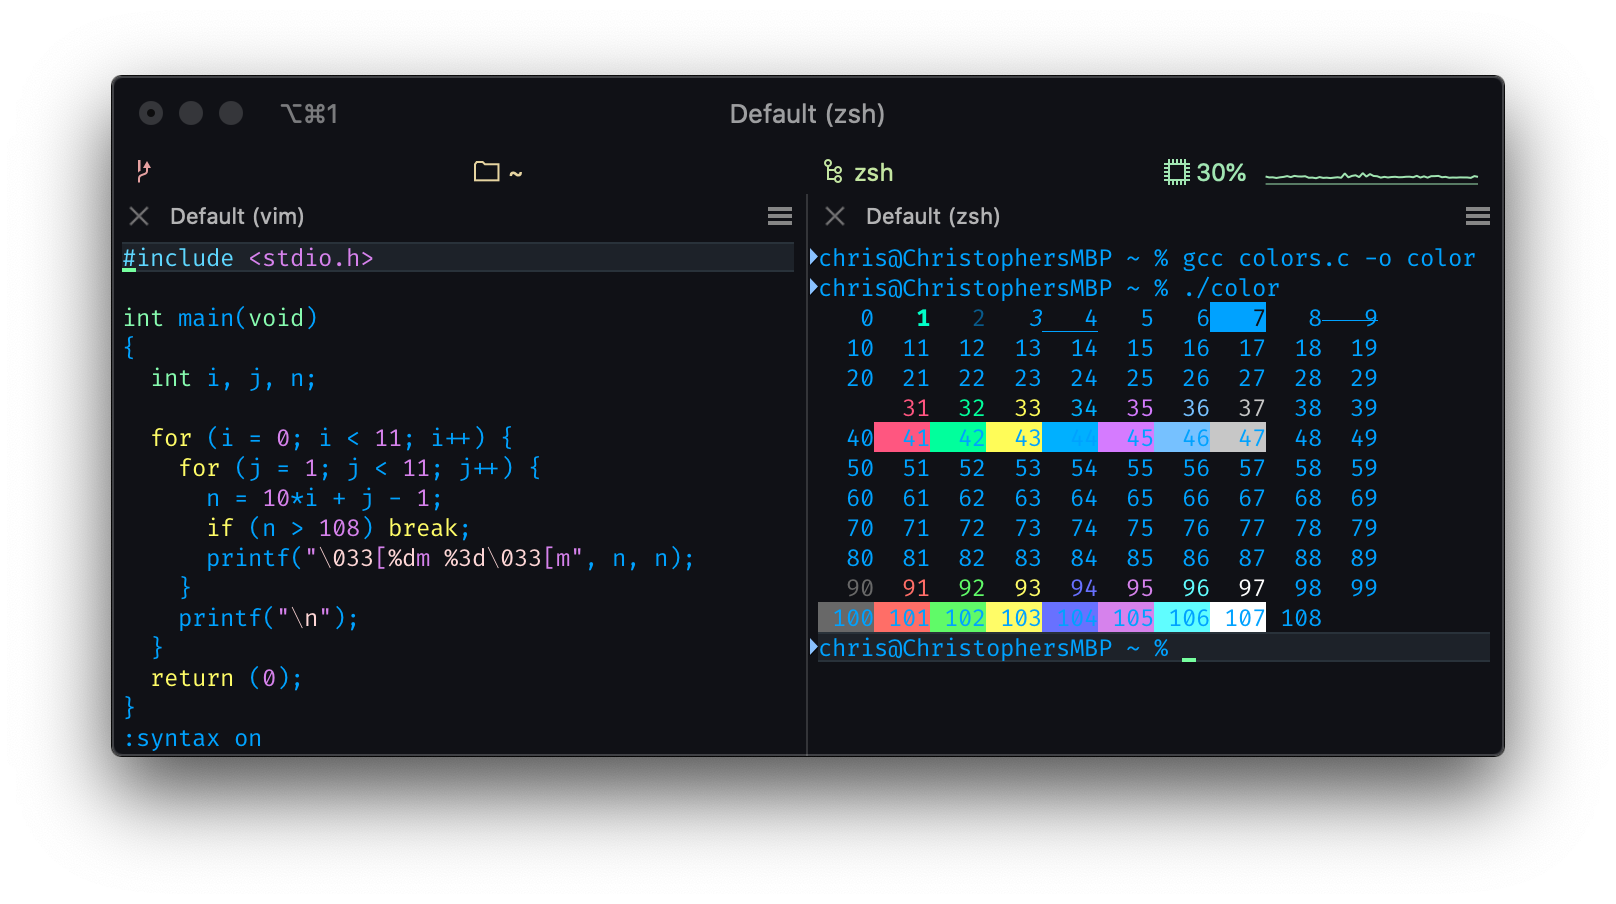 ⌥⌘1 Default (zsh)
~ zsh 30%
Default (vim)
#include <stdio.h>

int main(void)
{
  int i, j, n;

  for (i = 0; i < 11; i++) {
    for (j = 1; j < 11; j++) {
      n = 10*i + j - 1;
      if (n > 108) break;
      printf("\033[%dm %3d\033[m", n, n);
    }
    printf("\n");
  }
  return (0);
}
:syntax on
Default (zsh)
chris@ChristophersMBP ~ % gcc colors.c -o color
chris@ChristophersMBP ~ % ./color
0 1 2 3 4 5 6 7 8 9
10 11 12 13 14 15 16 17 18 19
20 21 22 23 24 25 26 27 28 29
31 32 33 34 35 36 37 38 39
40 41 42 43 44 45 46 47 48 49
50 51 52 53 54 55 56 57 58 59
60 61 62 63 64 65 66 67 68 69
70 71 72 73 74 75 76 77 78 79
80 81 82 83 84 85 86 87 88 89
90 91 92 93 94 95 96 97 98 99
100 101 102 103 104 105 106 107 108
chris@ChristophersMBP ~ %